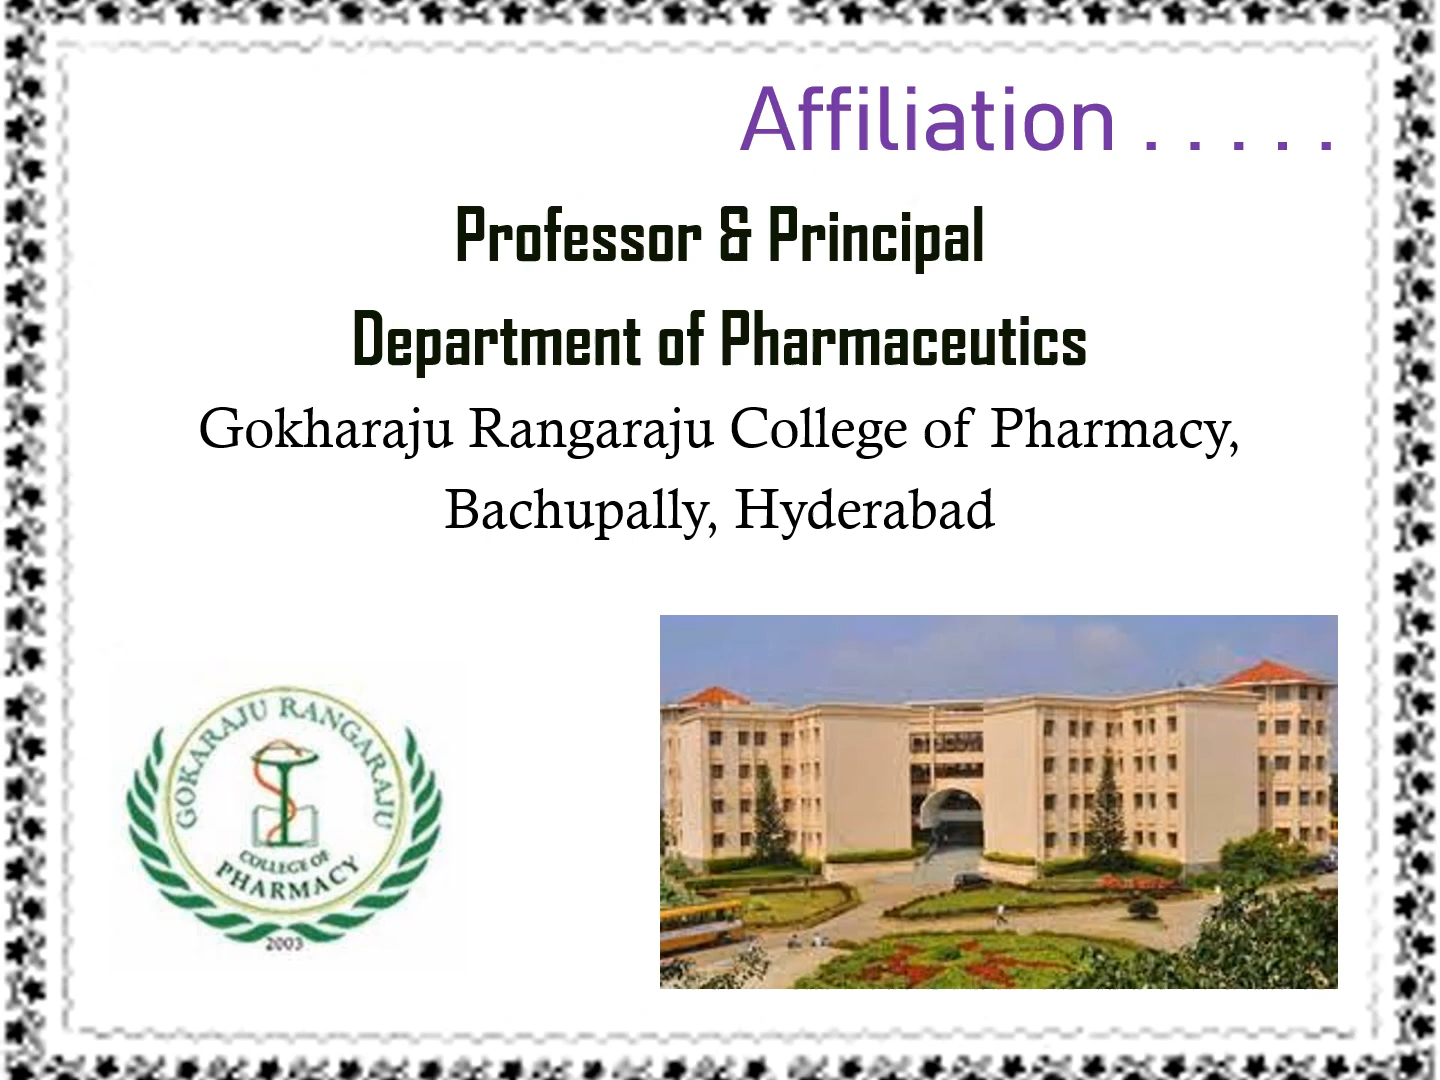 Affiliation . . . . .
Professor & Principal
Department of Pharmaceutics
Gokharaju Rangaraju College of Pharmacy,
Bachupally, Hyderabad
GOKARAJU RANGARAJU
COLLEGE OF
PHARMACY
2003